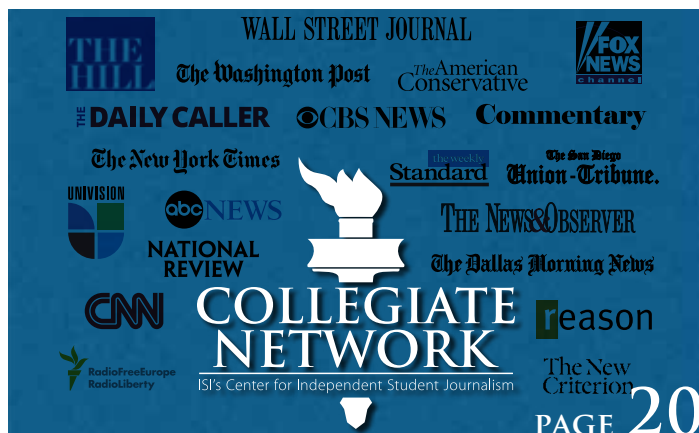 WALL STREET JOURNAL
THE
HILL
FOX
NEWS
channel
The Washington Post
The American
Conservative
THE DAILY CALLER
CBS NEWS
Commentary
The New York Times
the weekly
Standard
The San Diego
Union-Tribune.
UNIVISION
abc NEWS
THE NEWS&OBSERVER
NATIONAL
REVIEW
The Dallas Morning News
CNN
COLLEGIATE
NETWORK
ISI's Center for Independent Student Journalism
reason
RadioFreeEurope
RadioLiberty
The New
Criterion
PAGE 20